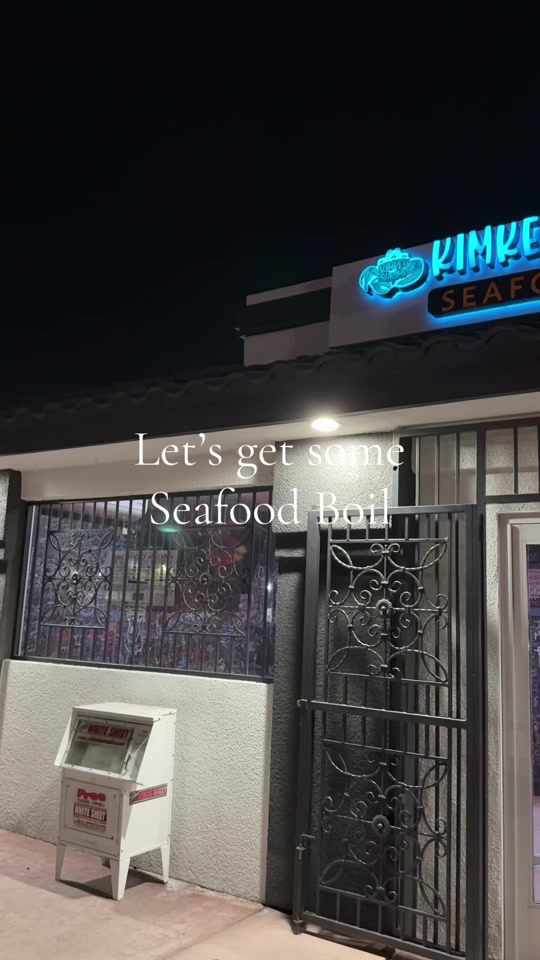 KIMKE
SEAFO
Let's get some
Seafood Boil
WHITE SHEET
Free
WHITE SHEET